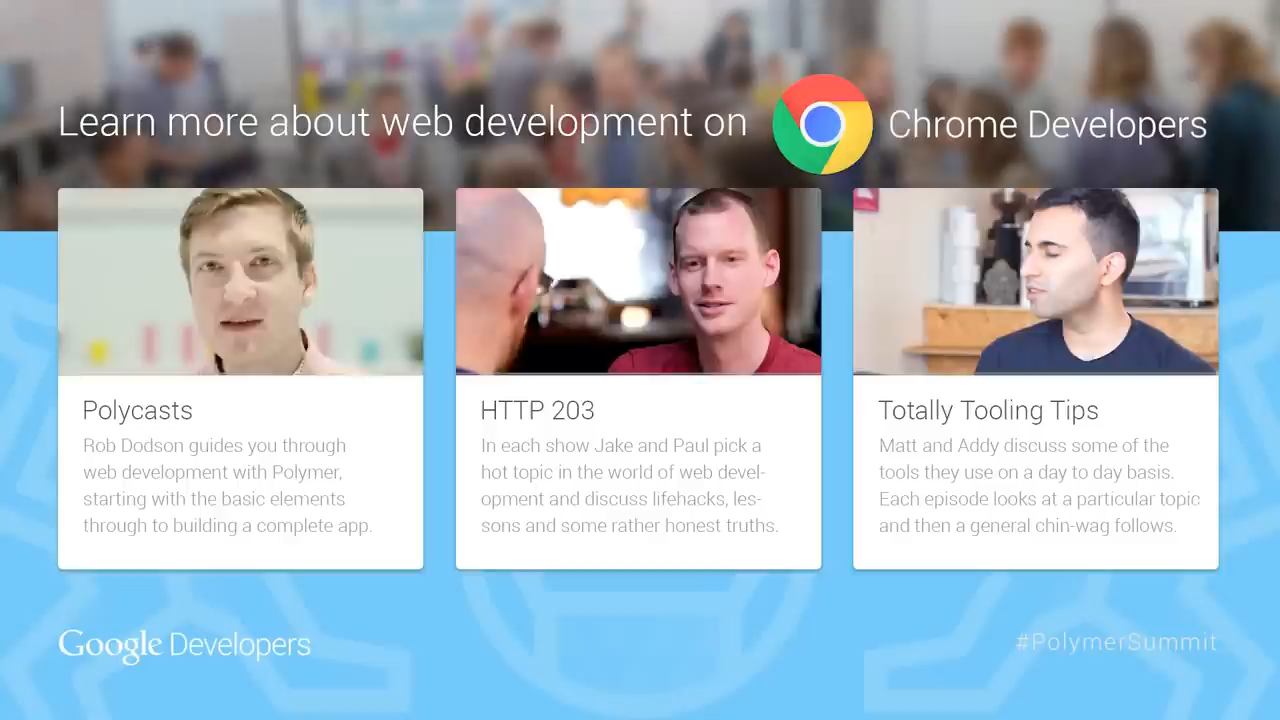 Learn more about web development on Chrome Developers
Polycasts
Rob Dodson guides you through
web development with Polymer,
starting with the basic elements
through to building a complete app.
HTTP 203
In each show Jake and Paul pick a
hot topic in the world of web devel-
opment and discuss lifehacks, les-
sons and some rather honest truths.
Totally Tooling Tips
Matt and Addy discuss some of the
tools they use on a day to day basis.
Each episode looks at a particular topic
and then a general chin-wag follows.
Google Developers
#PolymerSummit